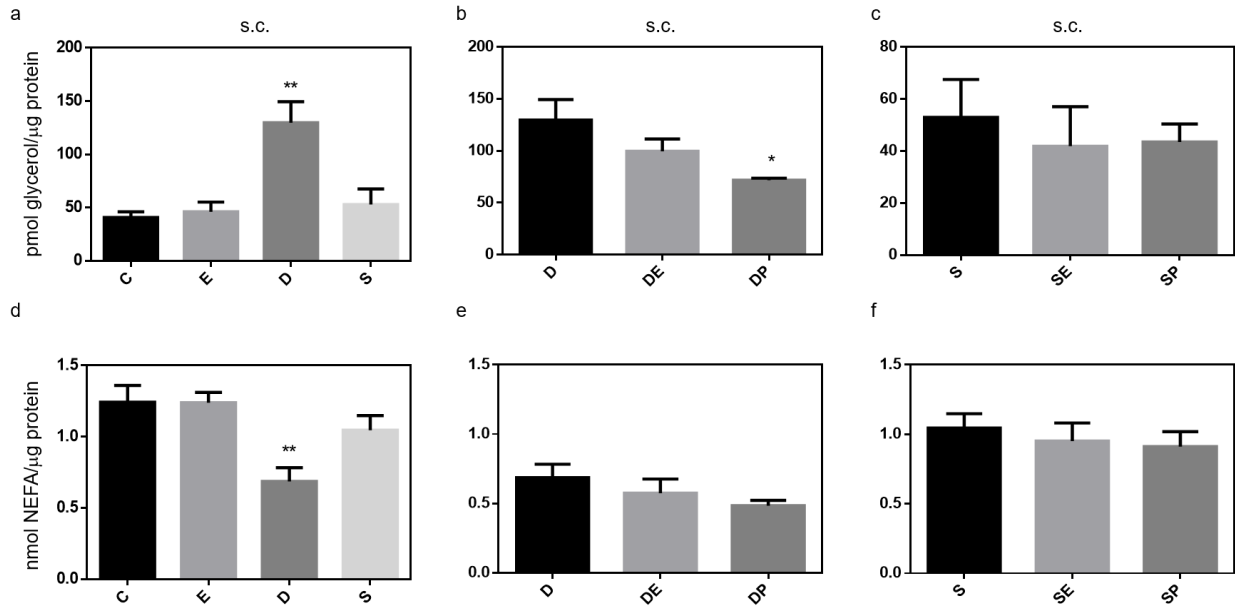 a
s.c.
b
s.c.
c
s.c.
pmol glycerol/µg protein
200
150
100
50
0
**
C
E
D
S
200
150
100
50
0
*
D
DE
DP
80
60
40
20
0
S
SE
SP
d
e
f
nmol NEFA/µg protein
1.5
1.0
0.5
0.0
**
C
E
D
S
1.5
1.0
0.5
0.0
D
DE
DP
1.5
1.0
0.5
0.0
S
SE
SP